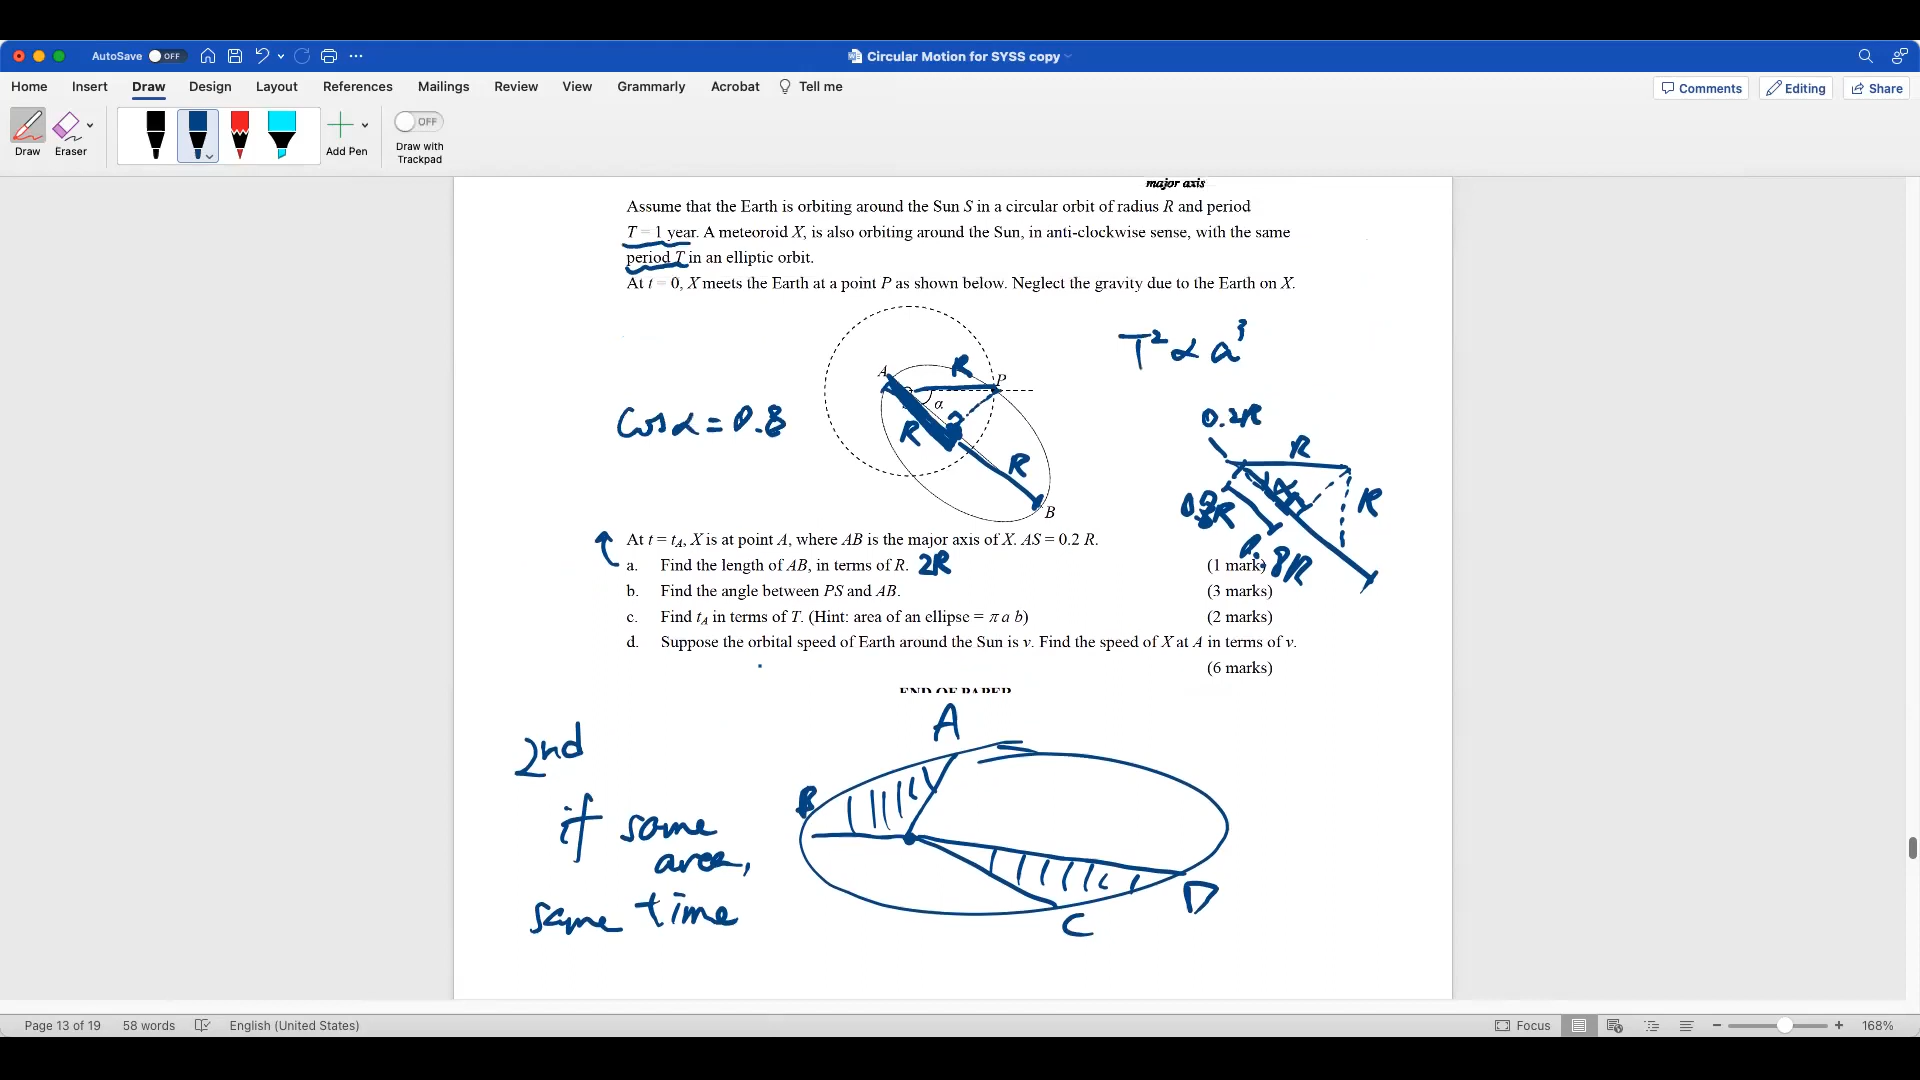 AutoSave OFF
Circular Motion for SYSS copy
Home Insert Draw Design Layout References Mailings Review View Grammarly Acrobat Tell me
Comments Editing Share
OFF
Draw Eraser Add Pen Draw with
Trackpad
major axis
Assume that the Earth is orbiting around the Sun S in a circular orbit of radius R and period
T = 1 year. A meteoroid X, is also orbiting around the Sun, in anti-clockwise sense, with the same
period T in an elliptic orbit.
At t = 0, X meets the Earth at a point P as shown below. Neglect the gravity due to the Earth on X.
T² ∝ a³
A R P
α
cos α = 0.8
R
R
B
0.2R
R
α
0.8R
R
0.8R
At t = tA, X is at point A, where AB is the major axis of X. AS = 0.2 R.
a. Find the length of AB, in terms of R. 2R (1 mark)
b. Find the angle between PS and AB. (3 marks)
c. Find tA in terms of T. (Hint: area of an ellipse = π a b) (2 marks)
d. Suppose the orbital speed of Earth around the Sun is v. Find the speed of X at A in terms of v.
(6 marks)
END OF PAPER
A
2nd
B
if same
area,
same time
D
C
Page 13 of 19 58 words English (United States) Focus 168%